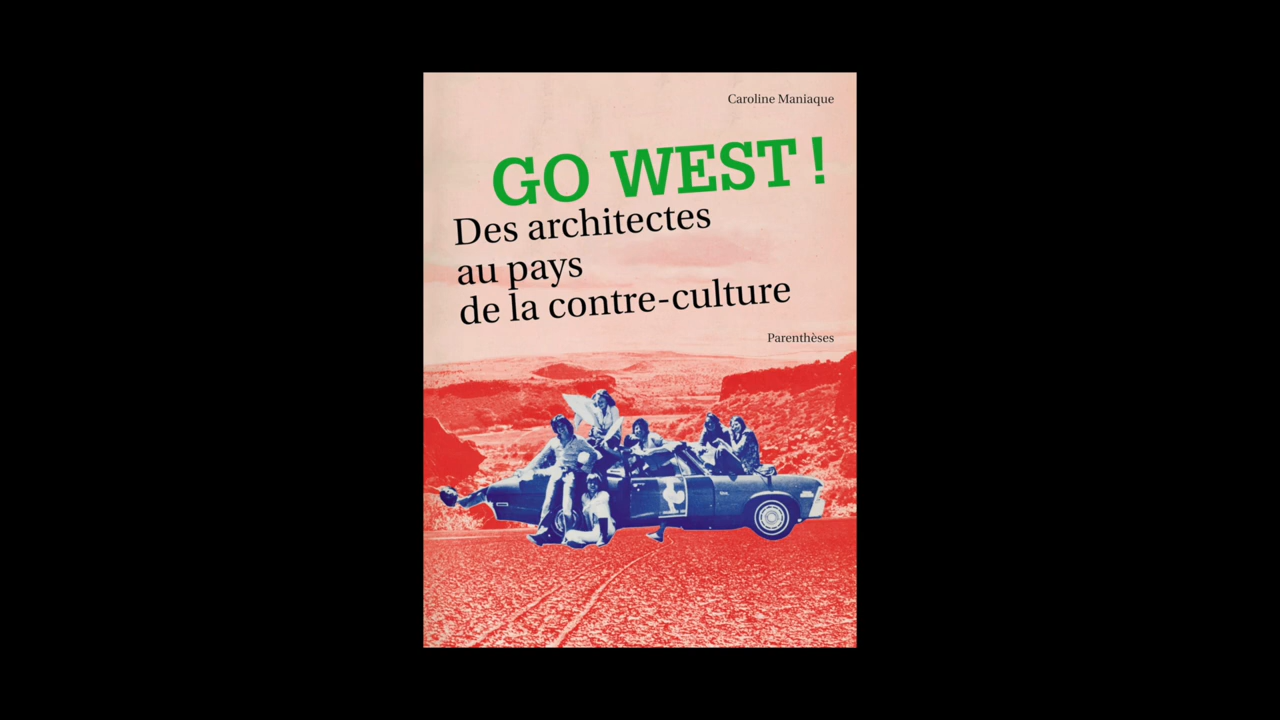 Caroline Maniaque
GO WEST !
Des architectes
au pays
de la contre-culture
Parenthèses